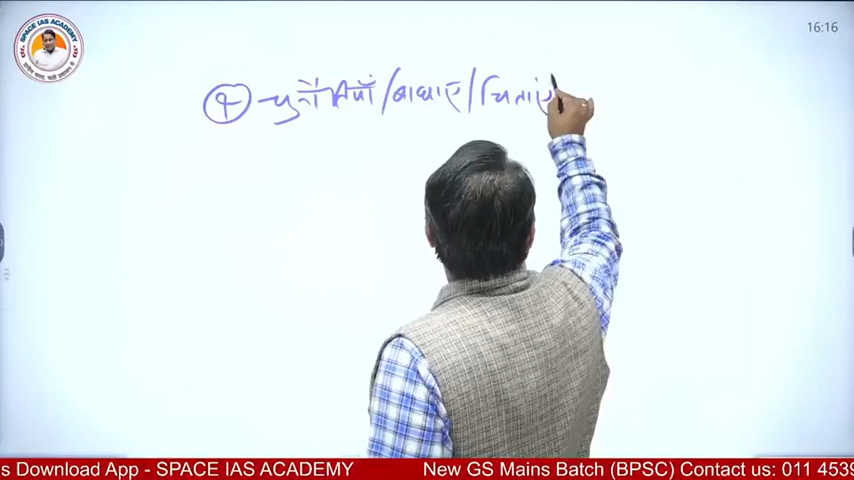 SPACE IAS ACADEMY
16:16
१ चुनौतियाँ/बाधाएं/चिंताएं
s Download App - SPACE IAS ACADEMY New GS Mains Batch (BPSC) Contact us: 011 4539